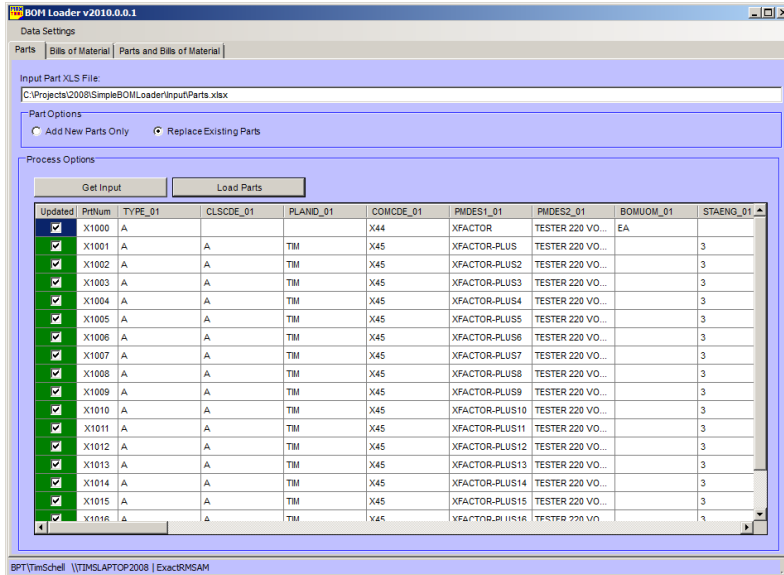 BOM Loader v2010.0.0.1
Data Settings
Parts Bills of Material Parts and Bills of Material
Input Part XLS File:
C:\Projects\2008\SimpleBOMLoader\Input\Parts.xlsx
Part Options
Add New Parts Only Replace Existing Parts
Process Options
Get Input Load Parts
Updated PrtNum TYPE_01 CLSCDE_01 PLANID_01 COMCDE_01 PMDES1_01 PMDES2_01 BOMUOM_01 STAENG_01
X1000 A X44 XFACTOR TESTER 220 VO... EA
X1001 A A TIM X45 XFACTOR-PLUS TESTER 220 VO... 3
X1002 A A TIM X45 XFACTOR-PLUS2 TESTER 220 VO... 3
X1003 A A TIM X45 XFACTOR-PLUS3 TESTER 220 VO... 3
X1004 A A TIM X45 XFACTOR-PLUS4 TESTER 220 VO... 3
X1005 A A TIM X45 XFACTOR-PLUS5 TESTER 220 VO... 3
X1006 A A TIM X45 XFACTOR-PLUS6 TESTER 220 VO... 3
X1007 A A TIM X45 XFACTOR-PLUS7 TESTER 220 VO... 3
X1008 A A TIM X45 XFACTOR-PLUS8 TESTER 220 VO... 3
X1009 A A TIM X45 XFACTOR-PLUS9 TESTER 220 VO... 3
X1010 A A TIM X45 XFACTOR-PLUS10 TESTER 220 VO... 3
X1011 A A TIM X45 XFACTOR-PLUS11 TESTER 220 VO... 3
X1012 A A TIM X45 XFACTOR-PLUS12 TESTER 220 VO... 3
X1013 A A TIM X45 XFACTOR-PLUS13 TESTER 220 VO... 3
X1014 A A TIM X45 XFACTOR-PLUS14 TESTER 220 VO... 3
X1015 A A TIM X45 XFACTOR-PLUS15 TESTER 220 VO... 3
X1016 A A TIM X45 XFACTOR-PLUS16 TESTER 220 VO... 3
BPT\TimSchell \\TIMSLAPTOP2008 | ExactRMSAM